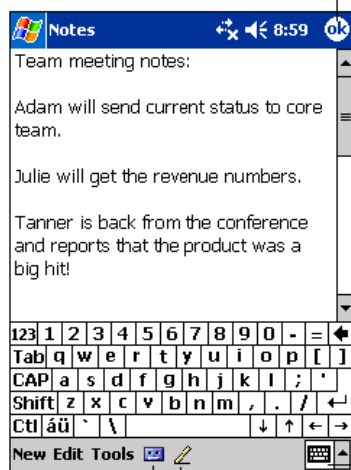 Notes 8:59 ok
Team meeting notes:
Adam will send current status to core
team.
Julie will get the revenue numbers.
Tanner is back from the conference
and reports that the product was a
big hit!
123 1 2 3 4 5 6 7 8 9 0 - =
Tab q w e r t y u i o p [ ]
CAP a s d f g h j k l ; '
Shift z x c v b n m , . /
Ctl áü ` \ ↓ ↑ ← →
New Edit Tools